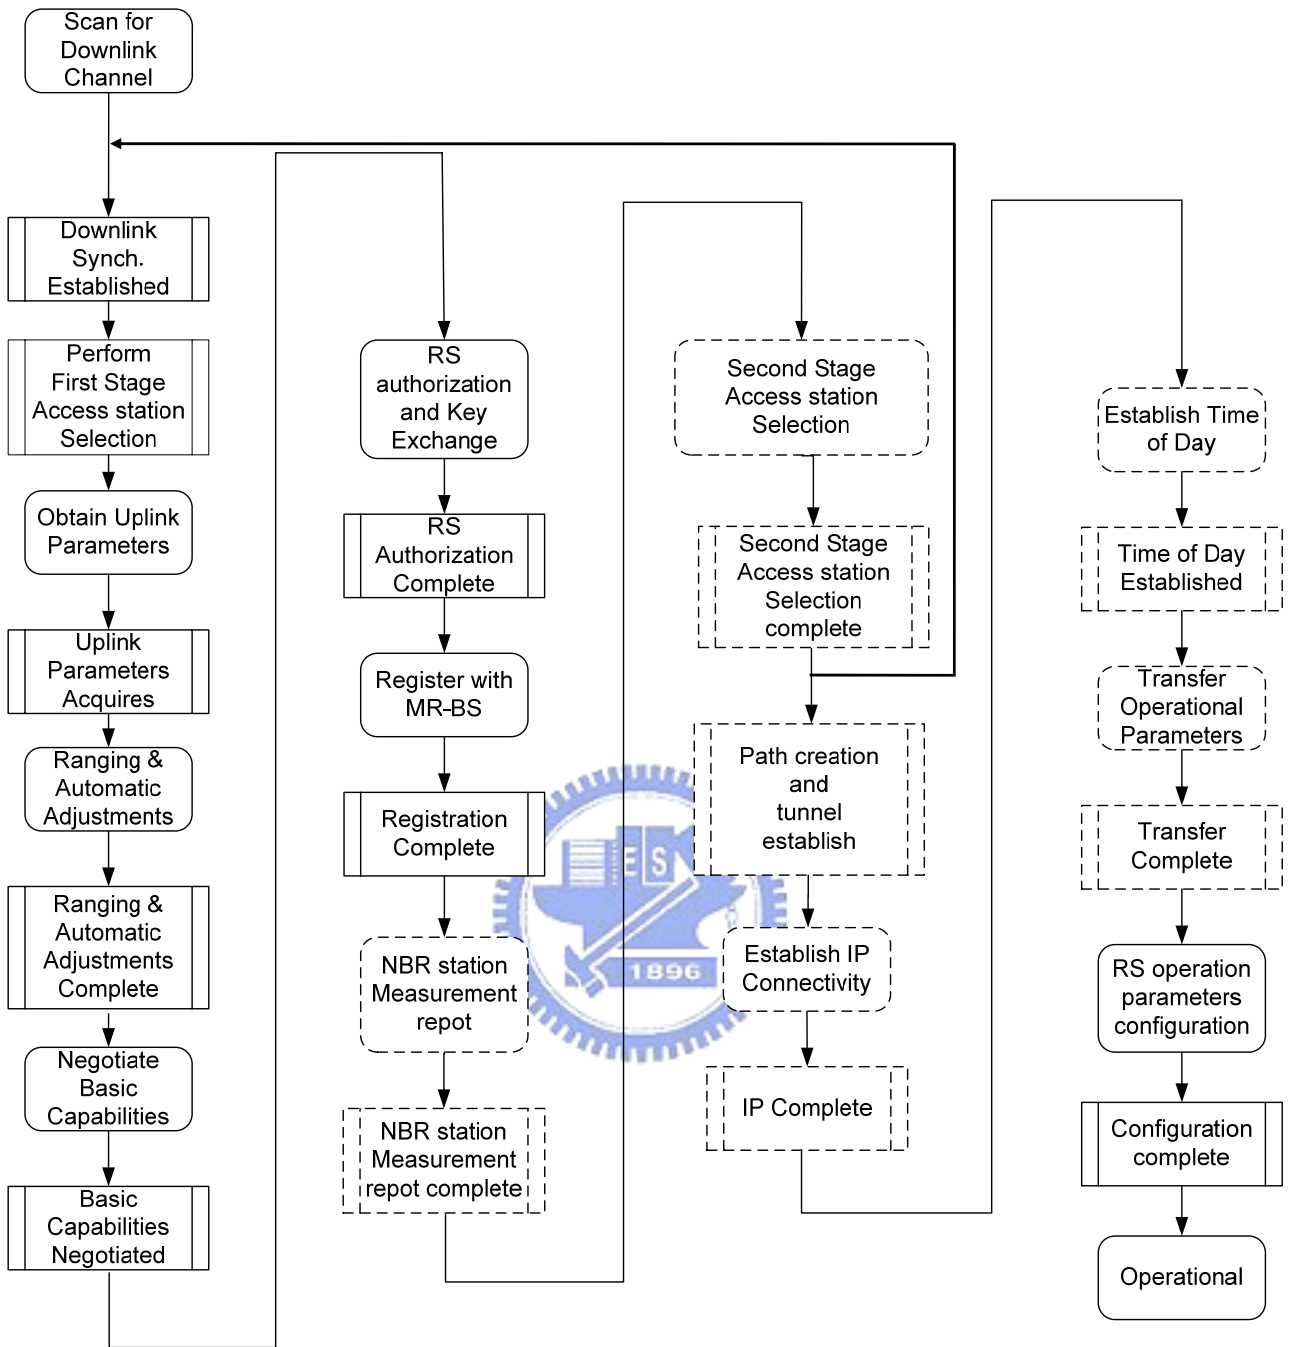 Scan for
Downlink
Channel
Downlink
Synch.
Established
Perform
First Stage
Access station
Selection
Obtain Uplink
Parameters
Uplink
Parameters
Acquires
Ranging &
Automatic
Adjustments
Ranging &
Automatic
Adjustments
Complete
Negotiate
Basic
Capabilities
Basic
Capabilities
Negotiated
RS
authorization
and Key
Exchange
RS
Authorization
Complete
Register with
MR-BS
Registration
Complete
NBR station
Measurement
repot
NBR station
Measurement
repot complete
Second Stage
Access station
Selection
Second Stage
Access station
Selection
complete
Path creation
and
tunnel
establish
Establish IP
Connectivity
IP Complete
Establish Time
of Day
Time of Day
Established
Transfer
Operational
Parameters
Transfer
Complete
RS operation
parameters
configuration
Configuration
complete
Operational
ES
1896